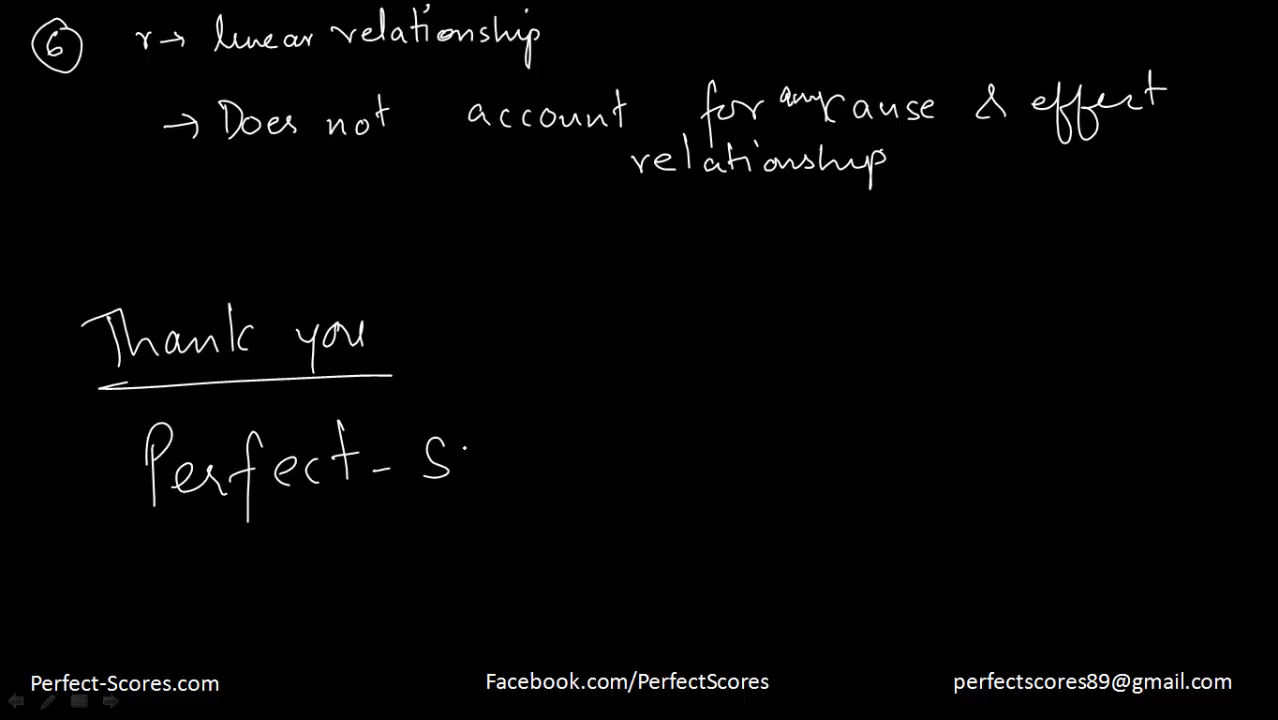 6 r → linear relationship
→ Does not account for any cause & effect
relationship
Thank you
Perfect - S
Perfect-Scores.com Facebook.com/PerfectScores perfectscores89@gmail.com